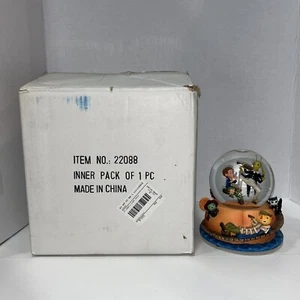 ITEM NO.: 22088
INNER PACK OF 1 PC
MADE IN CHINA